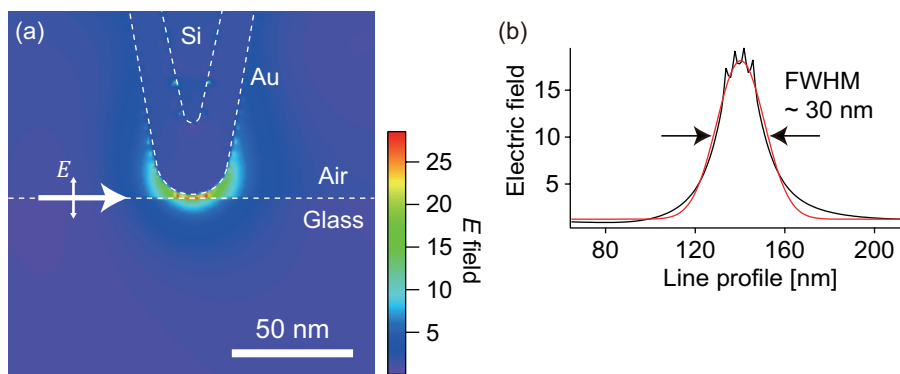 (a)
Si
Au
E
Air
Glass
50 nm
25
20
15
10
5
E field
(b)
Electric field
15
10
5
FWHM
~ 30 nm
80
120
160
200
Line profile [nm]